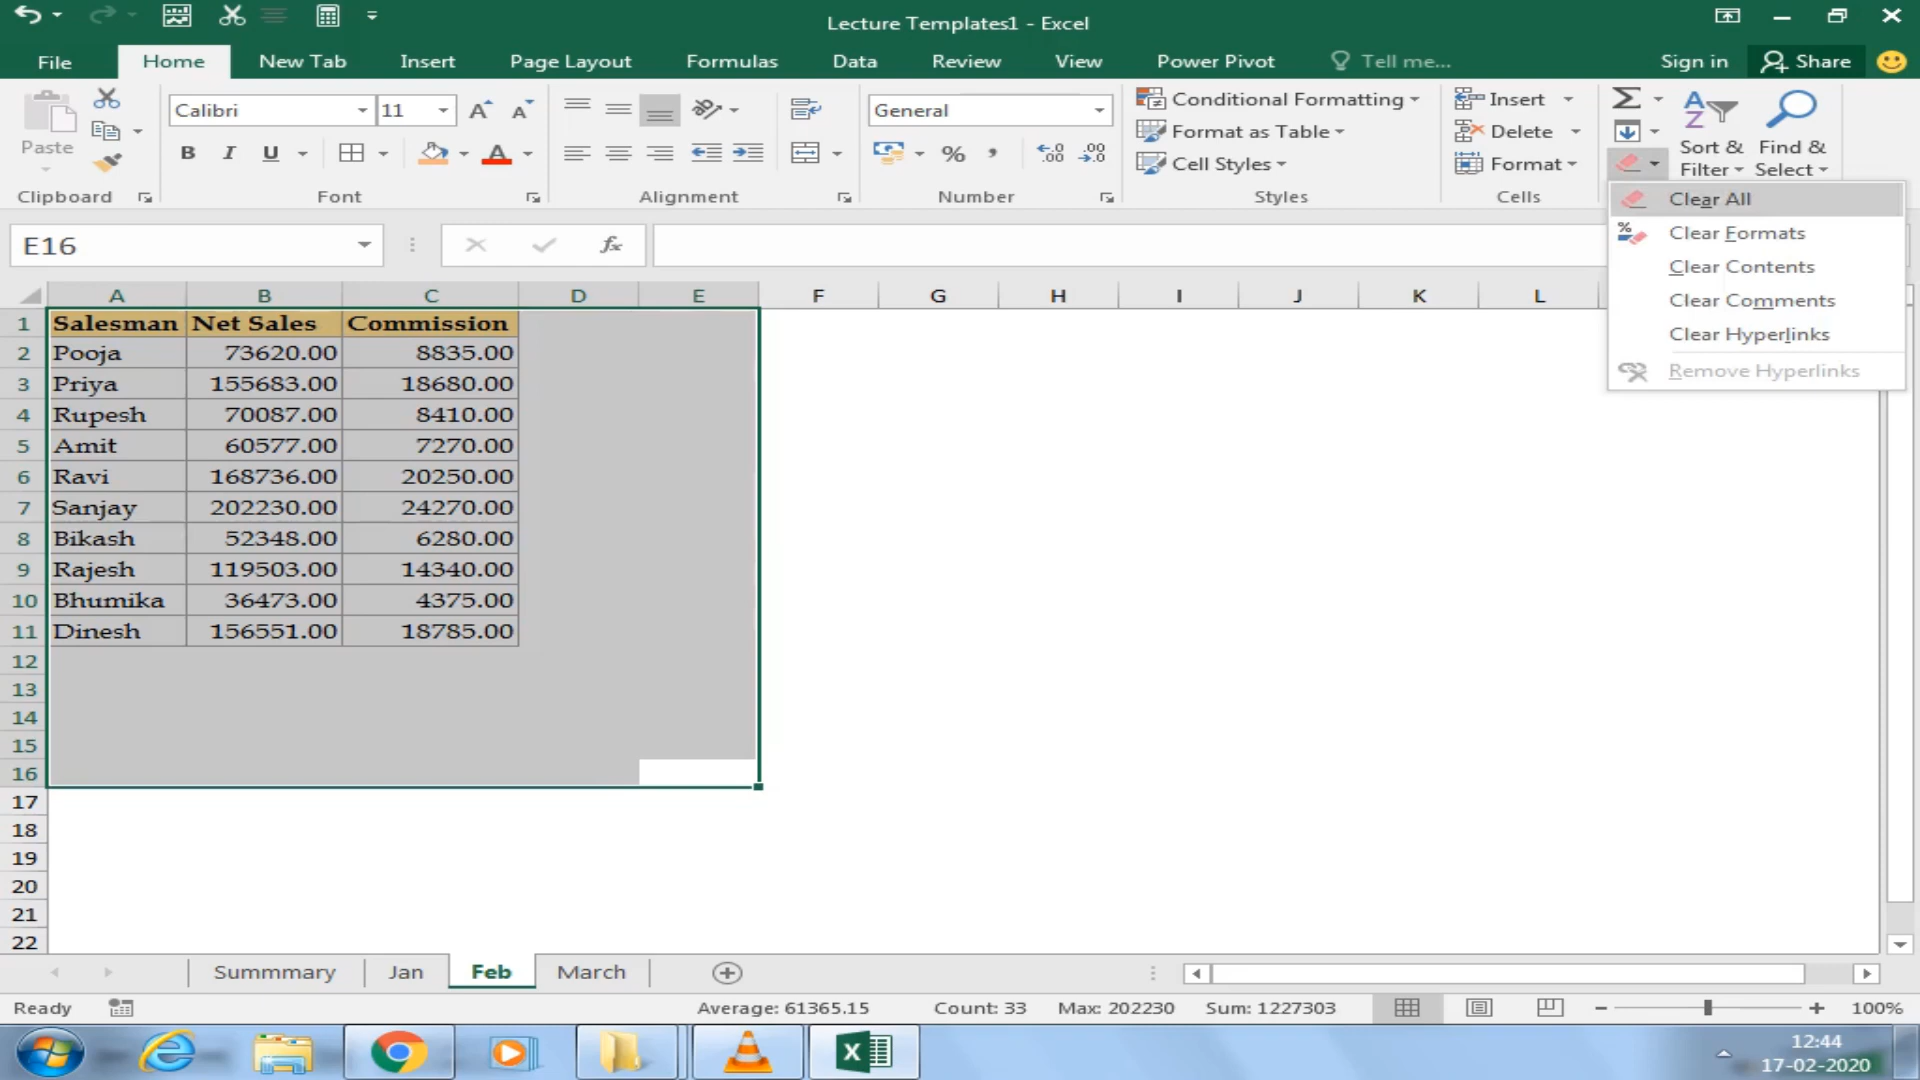 Lecture Templates1 - Excel
File Home New Tab Insert Page Layout Formulas Data Review View Power Pivot Tell me... Sign in Share
Paste
Calibri 11
B I U A
General
% ,
Conditional Formatting
Format as Table
Cell Styles
Insert
Delete
Format
Sort & Filter
Find & Select
Clipboard Font Alignment Number Styles Cells
Clear All
Clear Formats
Clear Contents
Clear Comments
Clear Hyperlinks
Remove Hyperlinks
E16 fx
A B C D E F G H I J K L
1 Salesman Net Sales Commission
2 Pooja 73620.00 8835.00
3 Priya 155683.00 18680.00
4 Rupesh 70087.00 8410.00
5 Amit 60577.00 7270.00
6 Ravi 168736.00 20250.00
7 Sanjay 202230.00 24270.00
8 Bikash 52348.00 6280.00
9 Rajesh 119503.00 14340.00
10 Bhumika 36473.00 4375.00
11 Dinesh 156551.00 18785.00
12
13
14
15
16
17
18
19
20
21
22
Summmary Jan Feb March
Ready Average: 61365.15 Count: 33 Max: 202230 Sum: 1227303 100%
12:44
17-02-2020